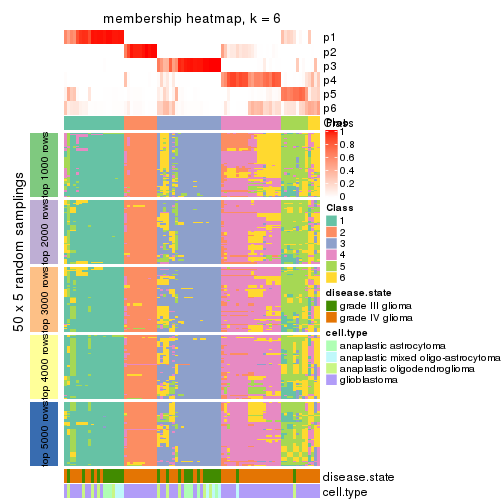 membership heatmap, k = 6
p1
p2
p3
p4
p5
p6
Class
Prob
1
0.8
0.6
0.4
0.2
0
Class
1
2
3
4
5
6
disease.state
grade III glioma
grade IV glioma
cell.type
anaplastic astrocytoma
anaplastic mixed oligo-astrocytoma
anaplastic oligodendroglioma
glioblastoma
50 x 5 random samplings
top 1000 rows
top 2000 rows
top 3000 rows
top 4000 rows
top 5000 rows
disease.state
cell.type